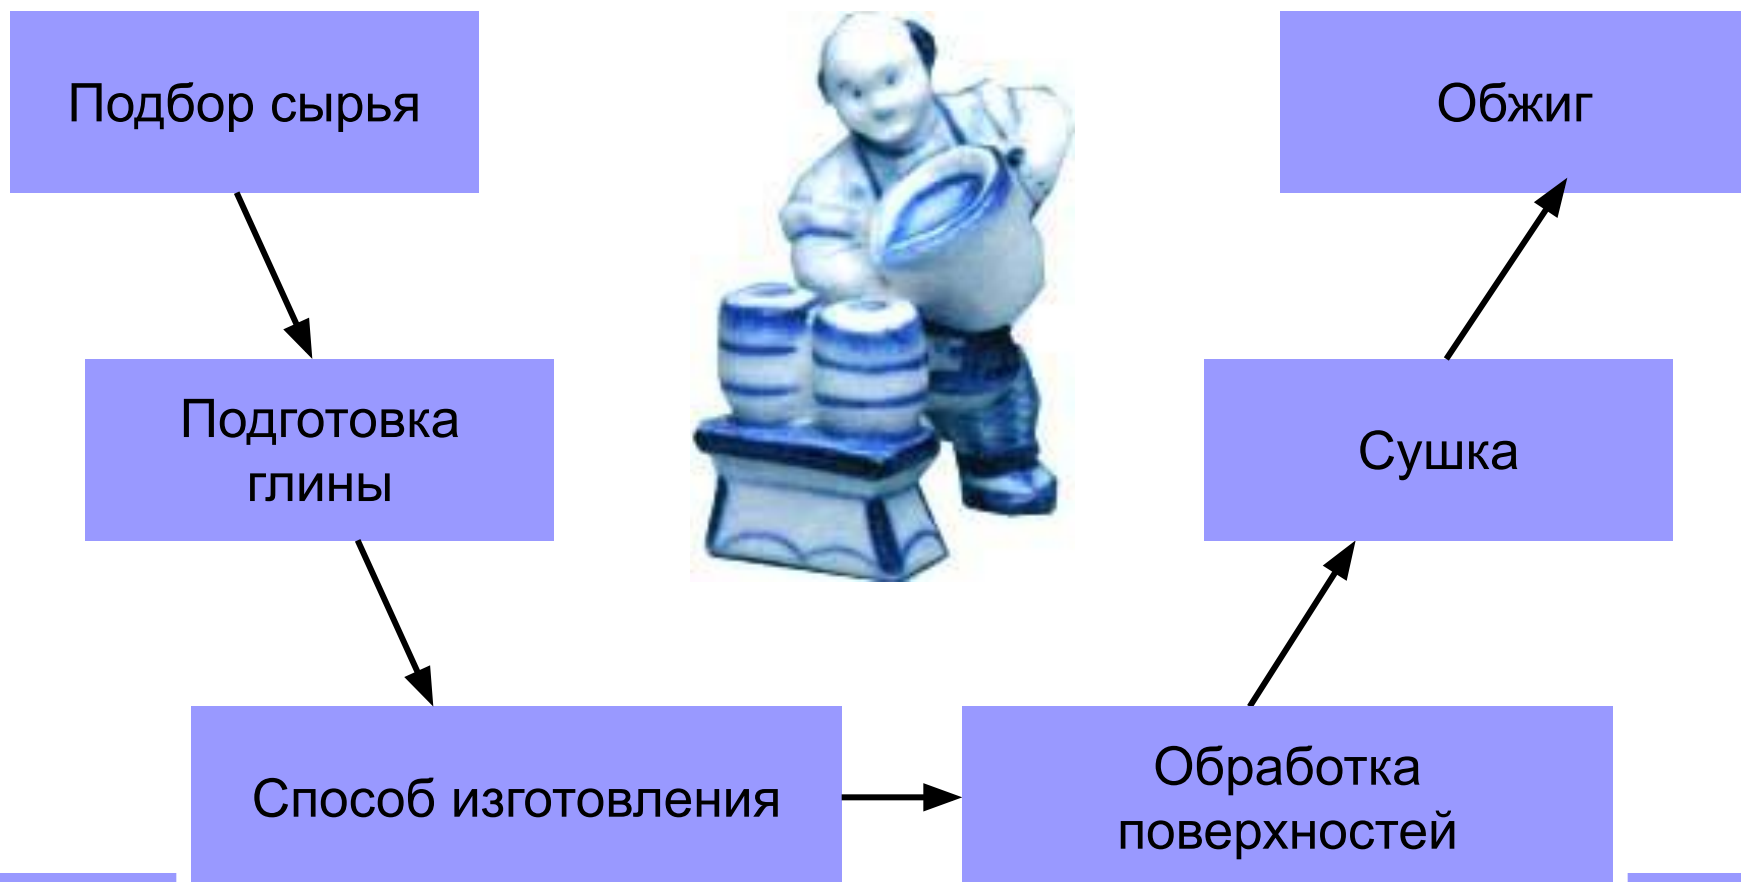 Подбор сырья
Подготовка
глины
Способ изготовления
Обработка
поверхностей
Сушка
Обжиг